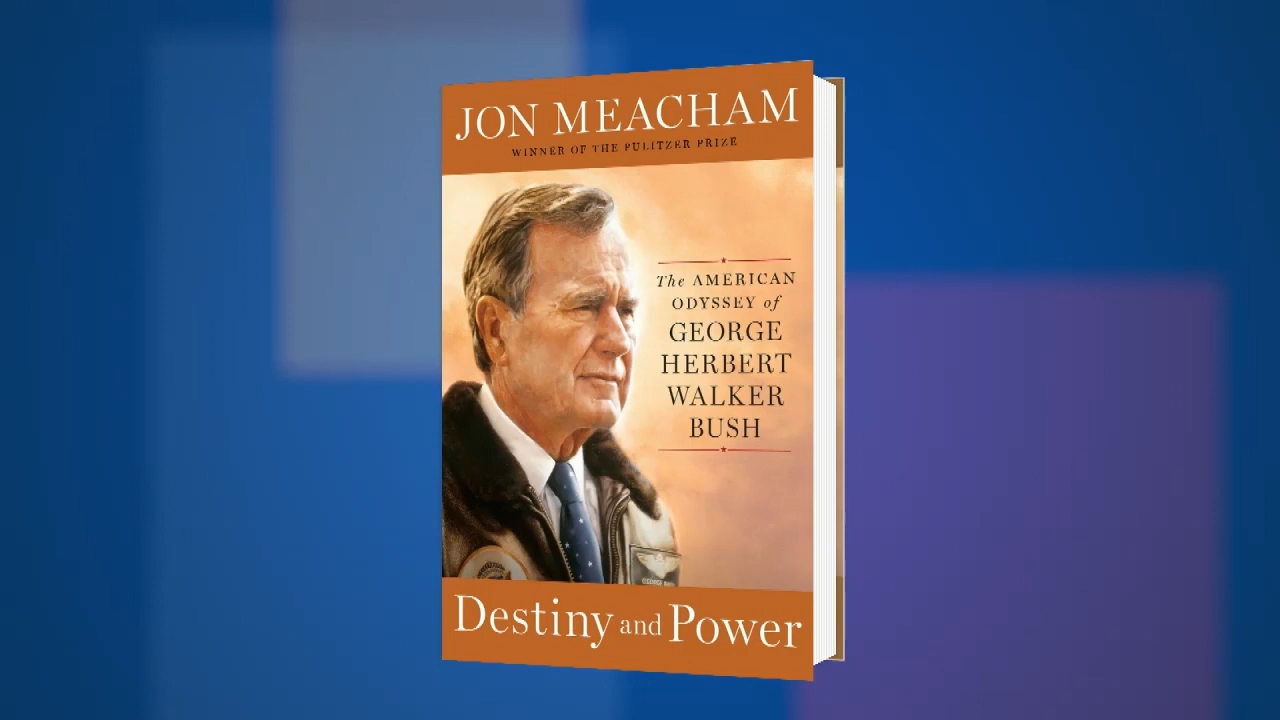 JON MEACHAM
WINNER OF THE PULITZER PRIZE
The AMERICAN
ODYSSEY of
GEORGE
HERBERT
WALKER
BUSH
Destiny and Power